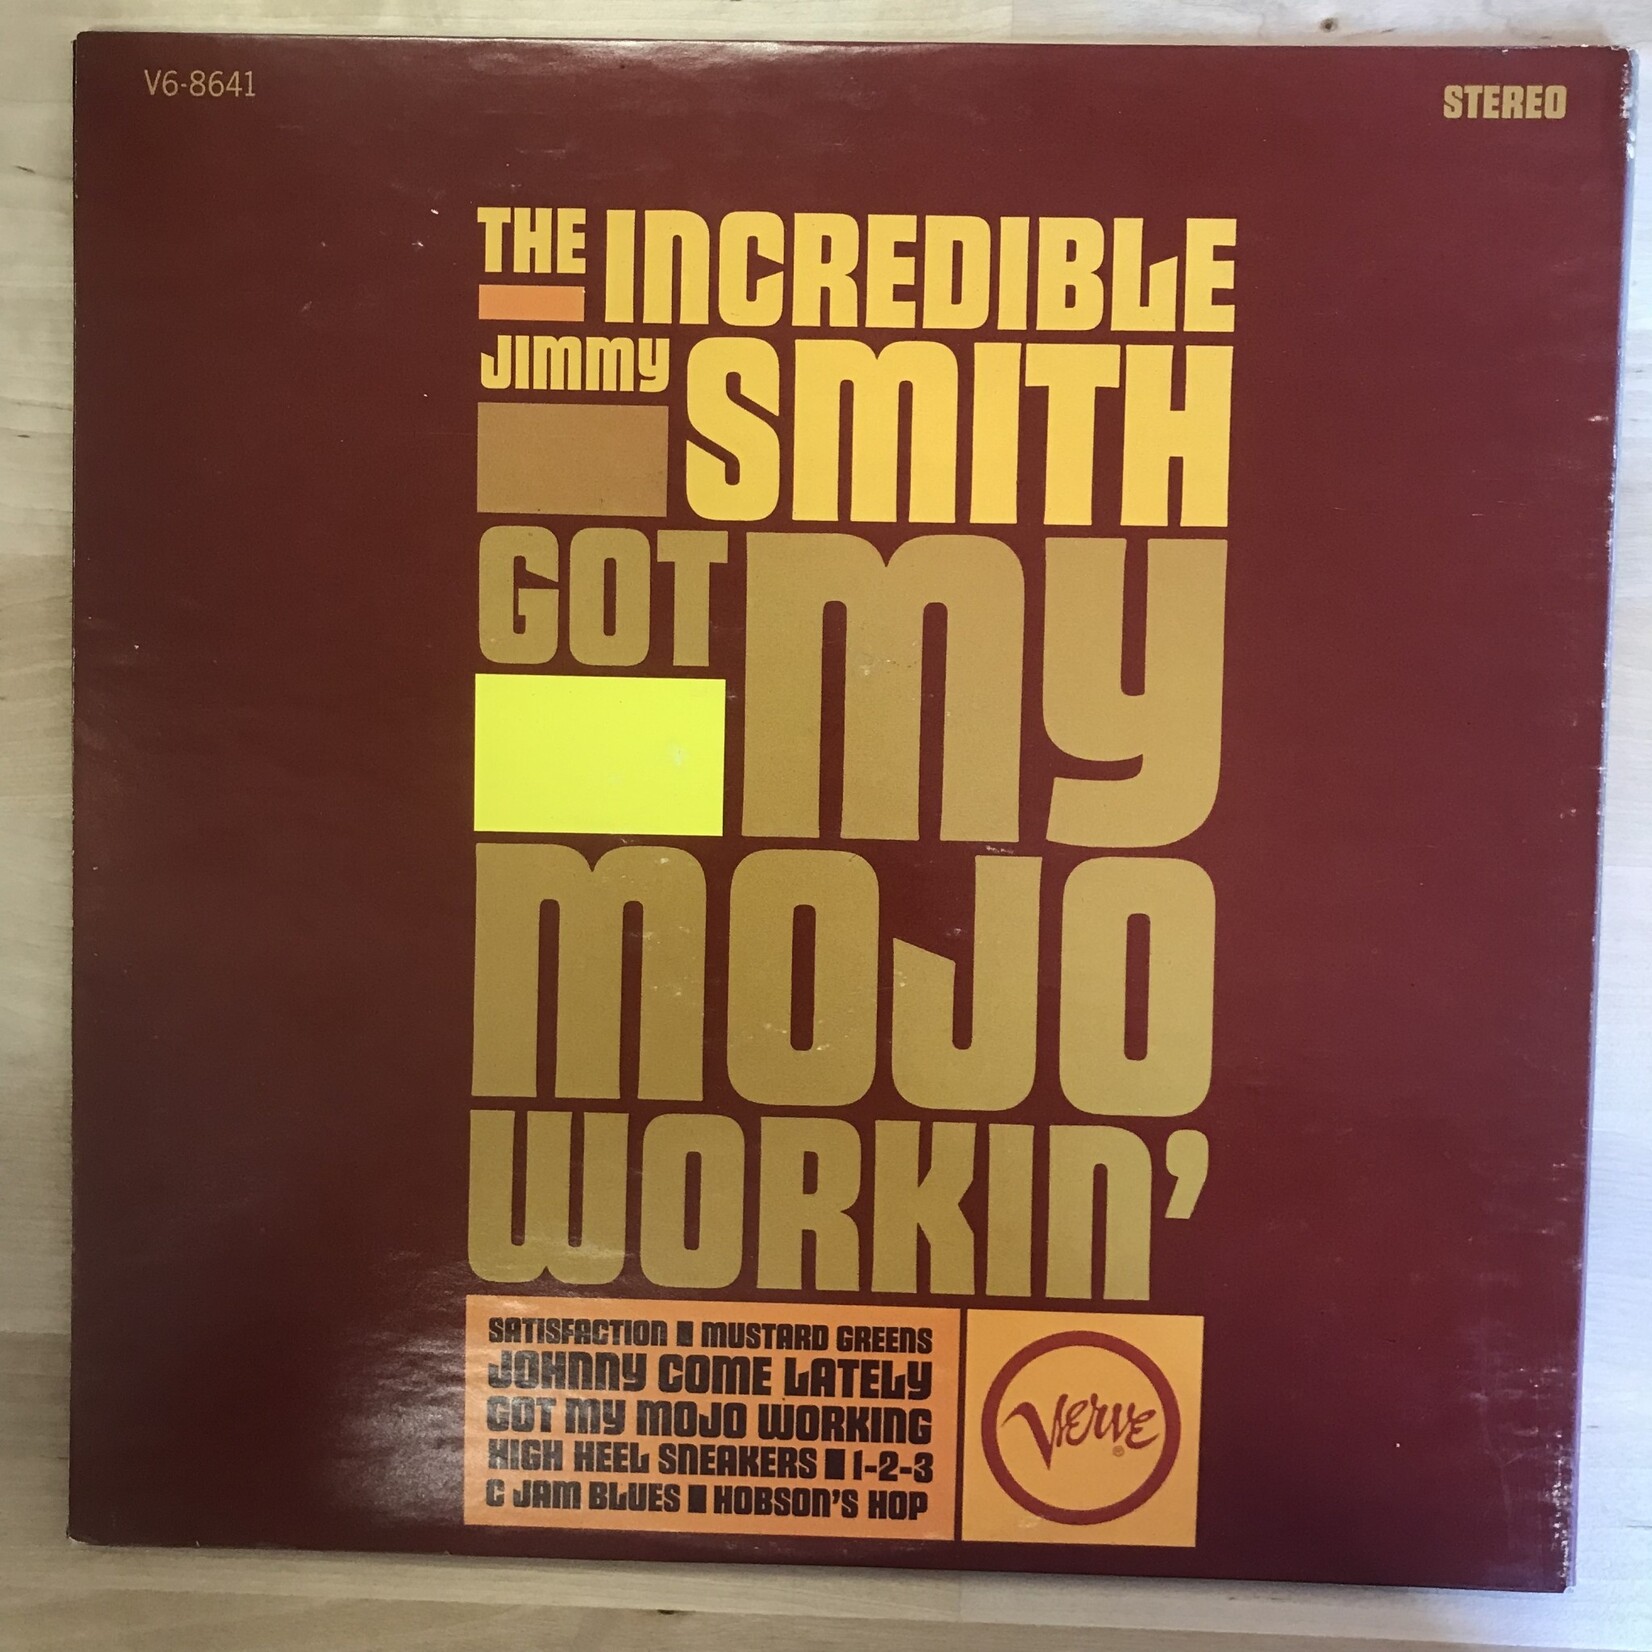 V6-8641
STEREO
THE INCREDIBLE
JIMMY SMITH
GOT MY
MOJO
WORKIN'
SATISFACTION ■ MUSTARD GREENS
JOHNNY COME LATELY
GOT MY MOJO WORKING
HIGH HEEL SNEAKERS ■ 1-2-3
C JAM BLUES ■ HOBSON'S HOP
VERVE
®